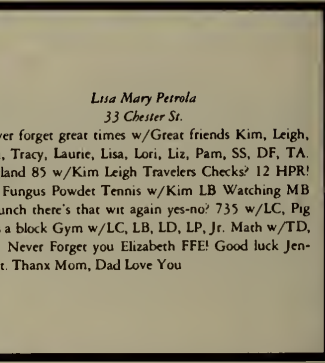 Lisa Mary Petrola
33 Chester St.
ver forget great times w/Great friends Kim, Leigh,
, Tracy, Laurie, Lisa, Lori, Liz, Pam, SS, DF, TA.
land 85 w/Kim Leigh Travelers Checks? 12 HPR!
Fungus Powdet Tennis w/Kim LB Watching MB
unch there's that wit again yes-no? 735 w/LC, Pig
a block Gym w/LC, LB, LD, LP, Jr. Math w/TD,
Never Forget you Elizabeth FFE! Good luck Jen-
t. Thanx Mom, Dad Love You